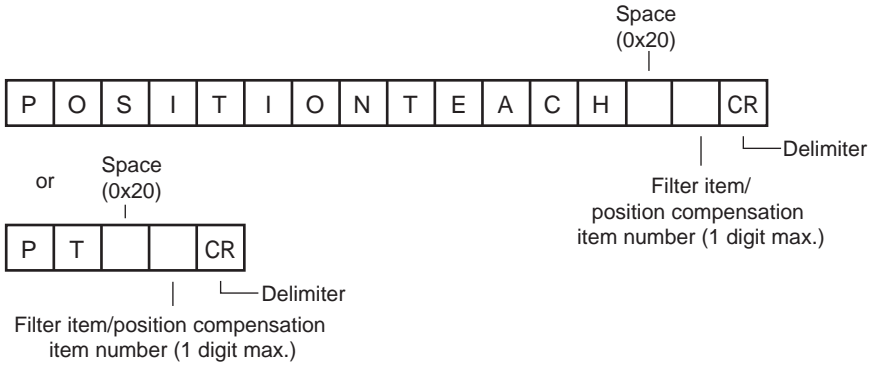 Space
(0x20)
P O S I T I O N T E A C H CR
Delimiter
Filter item/
position compensation
item number (1 digit max.)
or
Space
(0x20)
P T CR
Delimiter
Filter item/position compensation
item number (1 digit max.)